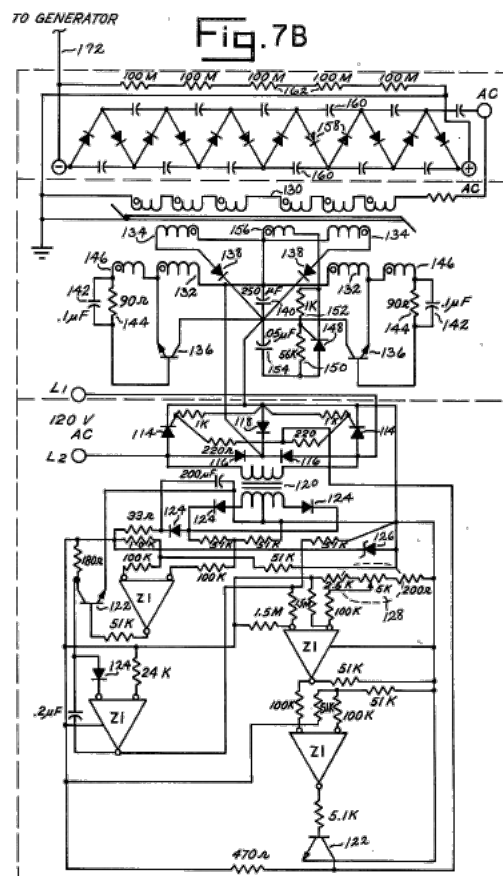 TO GENERATOR
Fig. 7B
172
100M 100M 100M 100M 100M
162
AC
160
158
160
130
AC
134 156 134
146 138 138 146
132 250µF 132
142 90Ω 140 1K 90Ω
.1µF 144 152 144 .1µF
148 142
136 .05µF 136
56K 150
154
L1
120 V
AC
114 1K 118 1K 114
L2
220Ω 220
116 116
200µF 120
124 124
33Ω 124
126
180Ω 51K
100K 100K
Z1
122
51K
5K 200Ω
1.5M 100K 128
Z1
124 24K
51K
.2µF
Z1
100K 51K 100K 51K
Z1
5.1K
122
470Ω